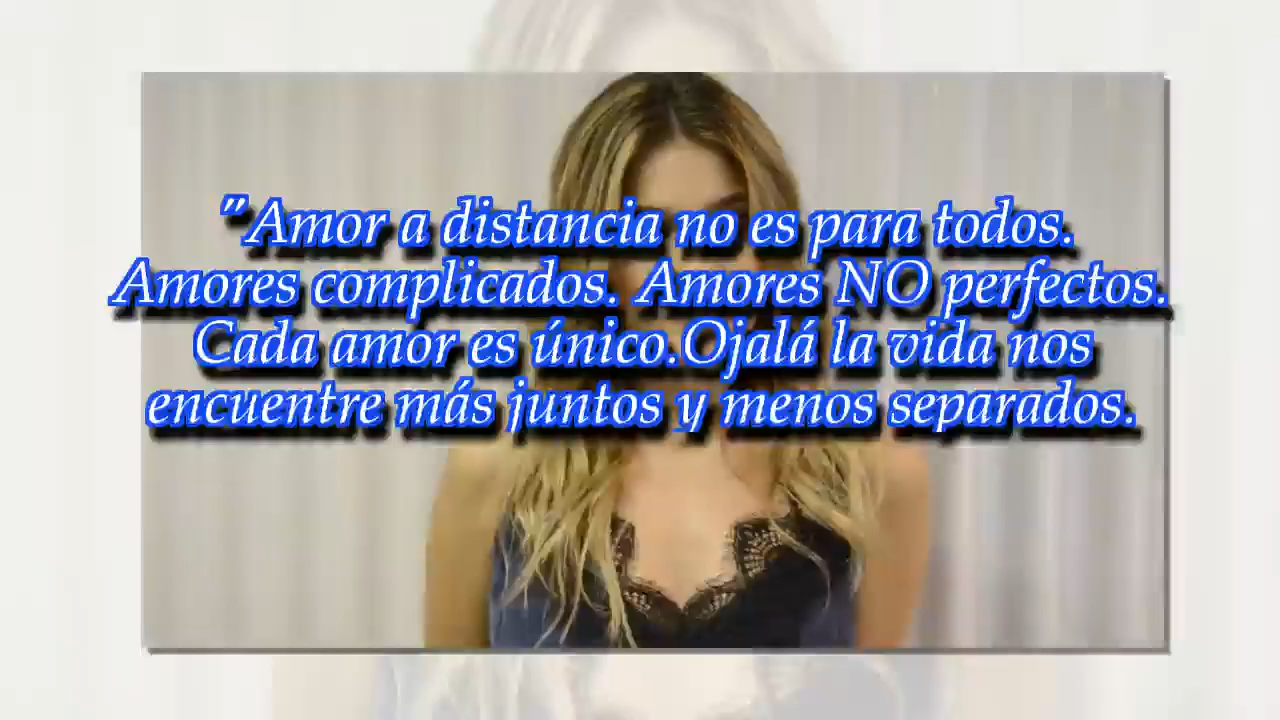 "Amor a distancia no es para todos.
Amores complicados. Amores NO perfectos.
Cada amor es único.Ojalá la vida nos
encuentre más juntos y menos separados.